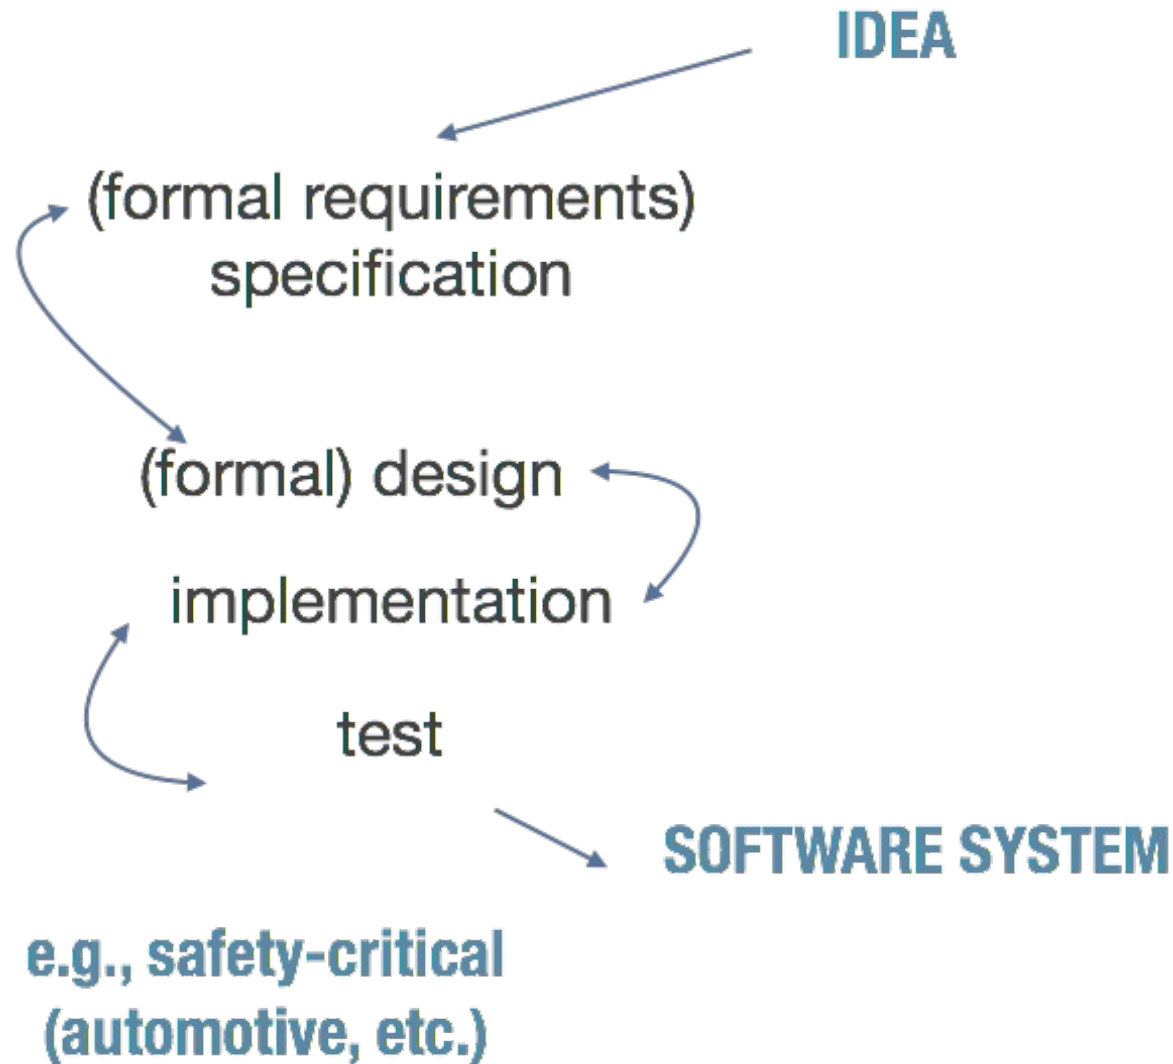 IDEA
(formal requirements)
specification
(formal) design
implementation
test
SOFTWARE SYSTEM
e.g., safety-critical
(automotive, etc.)